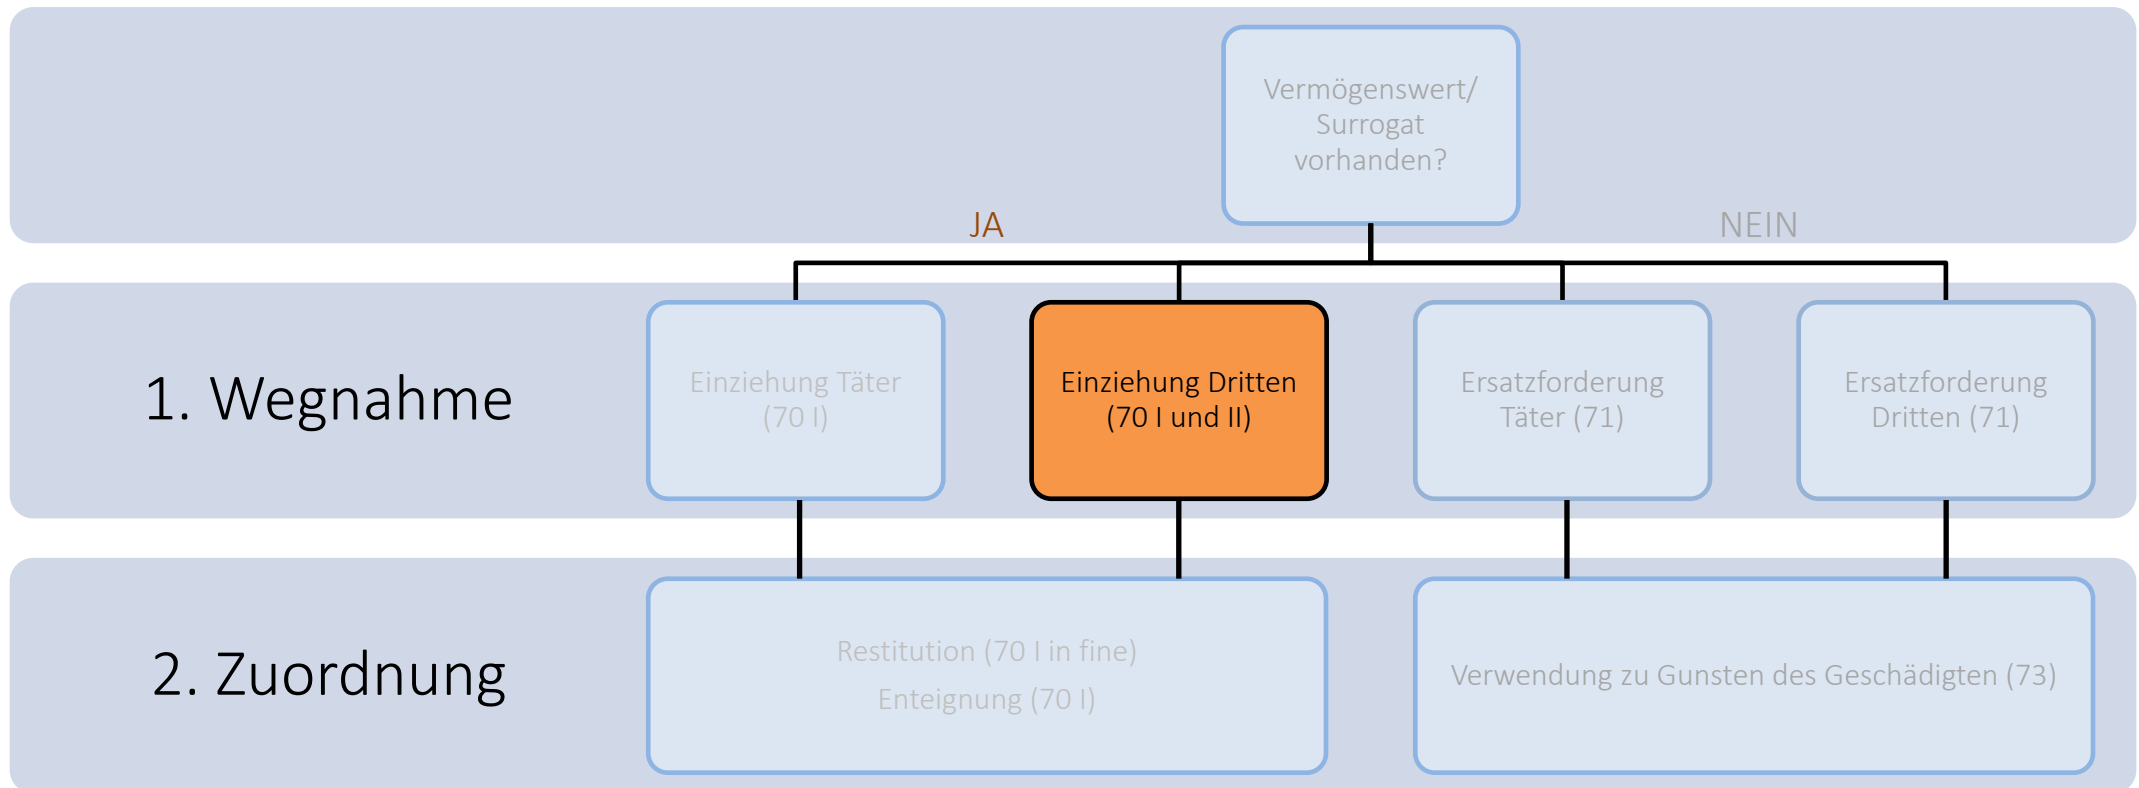 Vermögenswert/
Surrogat
vorhanden?
JA
NEIN
1. Wegnahme
Einziehung Täter
(70 I)
Einziehung Dritten
(70 I und II)
Ersatzforderung
Täter (71)
Ersatzforderung
Dritten (71)
2. Zuordnung
Restitution (70 I in fine)
Enteignung (70 I)
Verwendung zu Gunsten des Geschädigten (73)